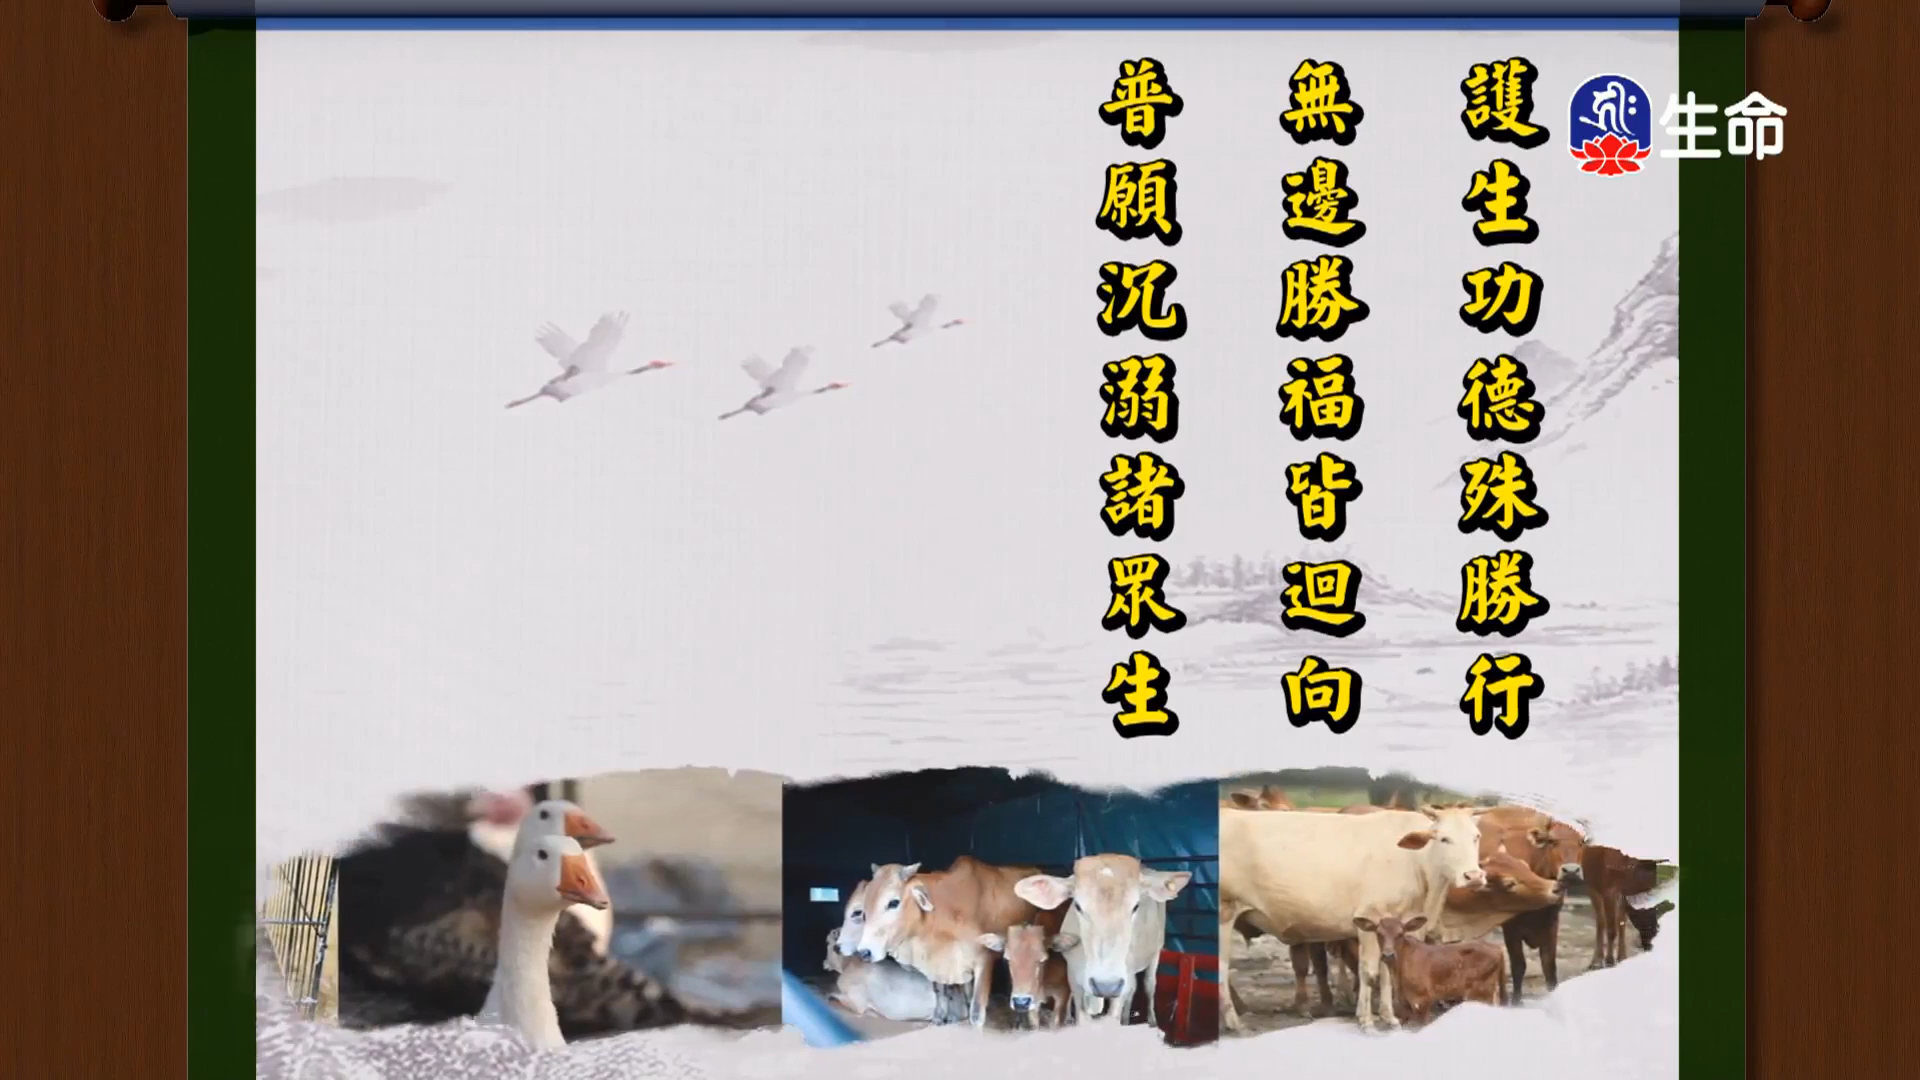 護生功德殊勝行
無邊勝福皆迴向
普願沉溺諸眾生
生命